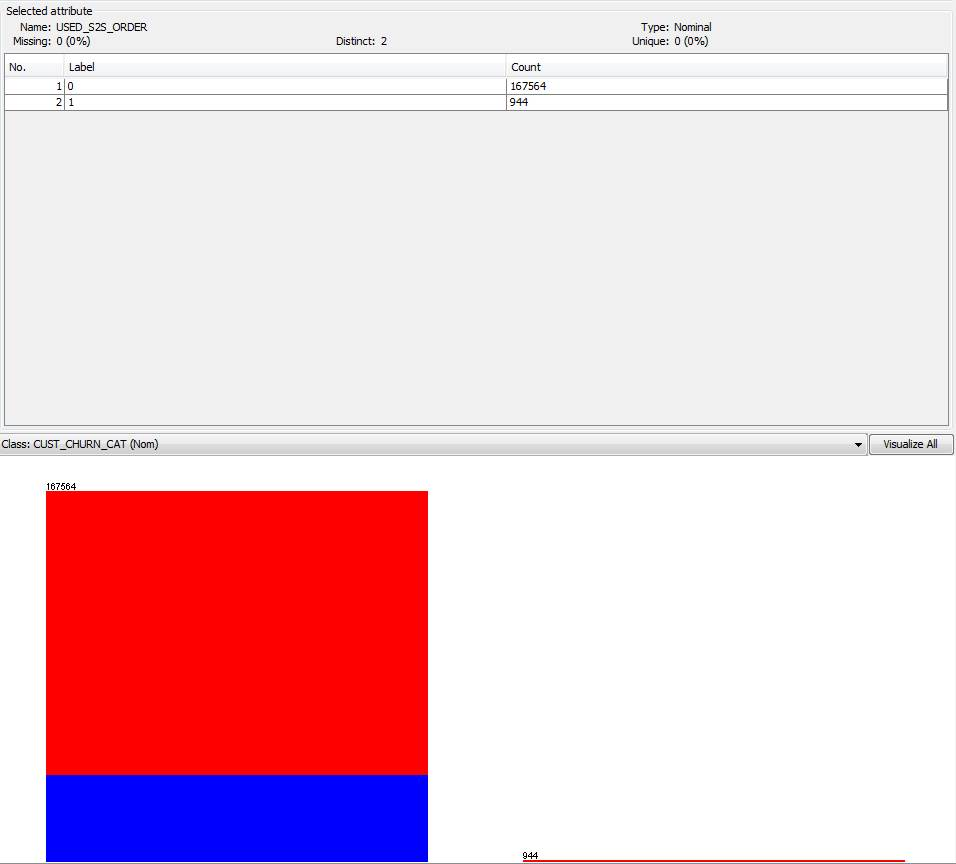 Selected attribute
Name: USED_S2S_ORDER Type: Nominal
Missing: 0 (0%) Distinct: 2 Unique: 0 (0%)
No. Label Count
1 0 167564
2 1 944
Class: CUST_CHURN_CAT (Nom) Visualize All
167564
944